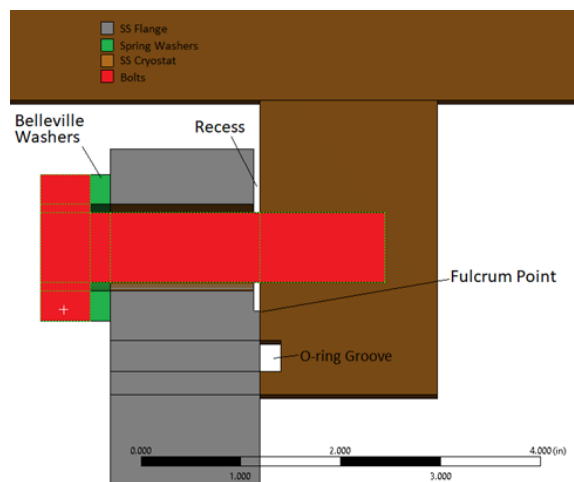 SS Flange
Spring Washers
SS Cryostat
Bolts
Belleville
Washers
Recess
Fulcrum Point
O-ring Groove
0.000
2.000
4.000(in)
1.000
3.000